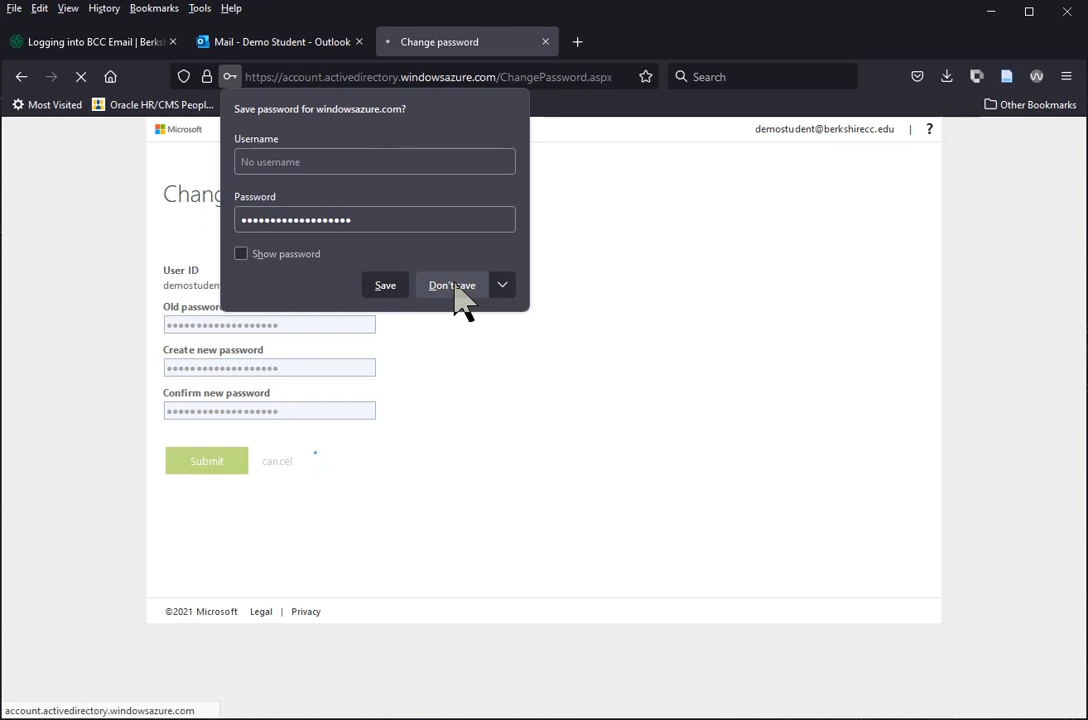 File Edit View History Bookmarks Tools Help
Logging into BCC Email | Berks
Mail - Demo Student - Outlook
Change password
https://account.activedirectory.windowsazure.com/ChangePassword.aspx
Search
Most Visited
Oracle HR/CMS Peopl...
Other Bookmarks
Save password for windowsazure.com?
Username
No username
Password
•••••••••••••••••••
Show password
Save
Don't ave
Microsoft
demostudent@berkshirecc.edu | ?
Chang
User ID
demostudent
Old passwor
•••••••••••••••••••
Create new password
•••••••••••••••••••
Confirm new password
•••••••••••••••••••
Submit
cancel
©2021 Microsoft Legal | Privacy
account.activedirectory.windowsazure.com